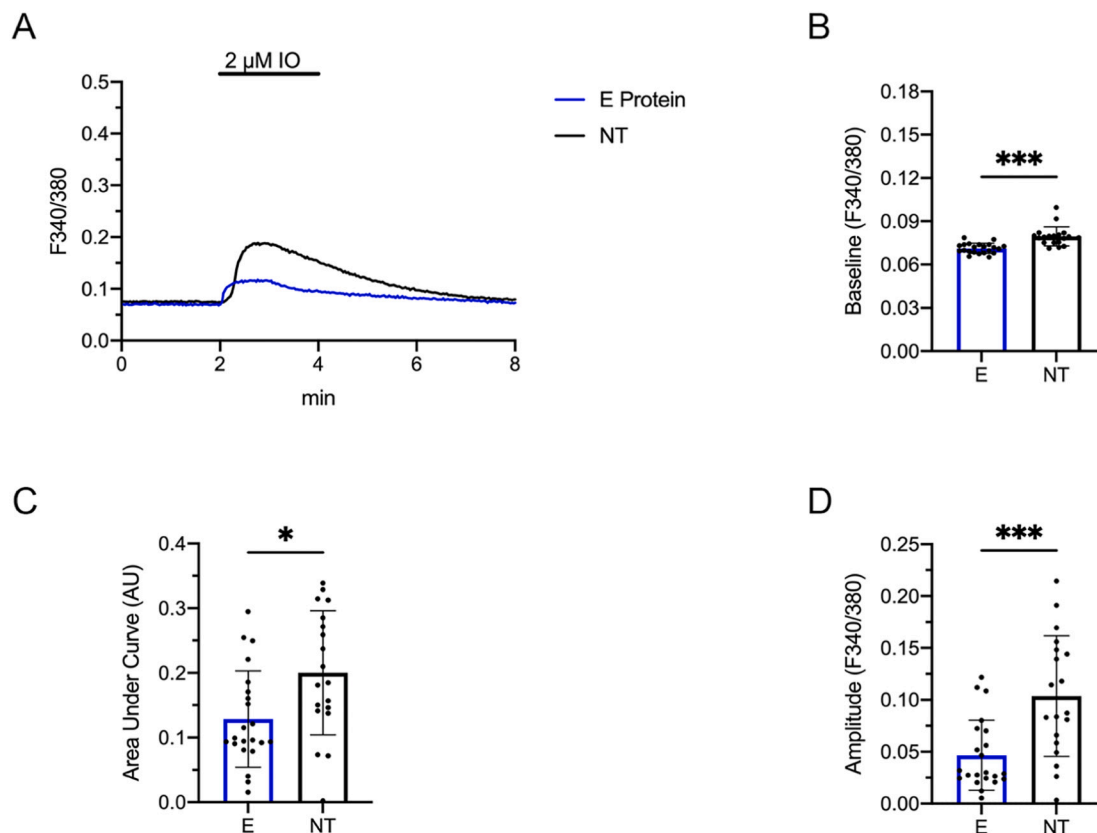 A
2 µM IO
0.5
0.4
0.3
0.2
0.1
0.0
F340/380
0 2 4 6 8
min
E Protein
NT
B
***
0.18
0.15
0.12
0.09
0.06
0.03
0.00
Baseline (F340/380)
E NT
C
*
0.4
0.3
0.2
0.1
0.0
Area Under Curve (AU)
E NT
D
***
0.25
0.20
0.15
0.10
0.05
0.00
Amplitude (F340/380)
E NT